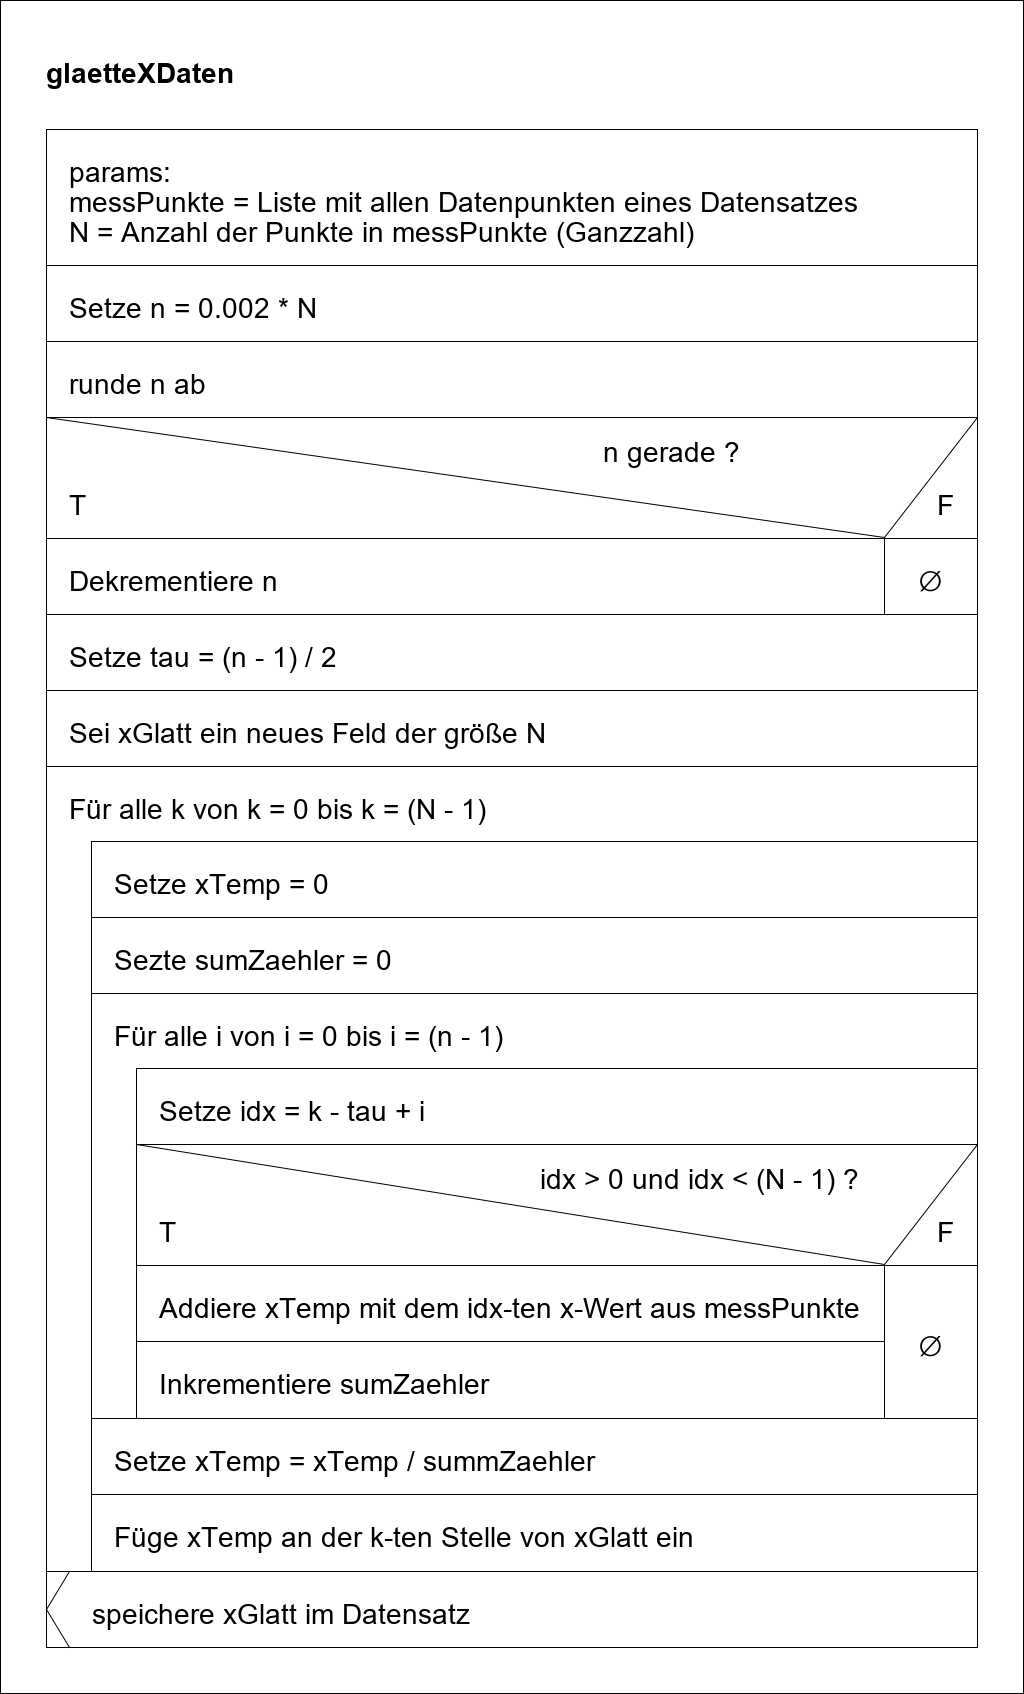 glaetteXDaten
params:
messPunkte = Liste mit allen Datenpunkten eines Datensatzes
N = Anzahl der Punkte in messPunkte (Ganzzahl)
Setze n = 0.002 * N
runde n ab
n gerade ?
T
F
Dekrementiere n
∅
Setze tau = (n - 1) / 2
Sei xGlatt ein neues Feld der größe N
Für alle k von k = 0 bis k = (N - 1)
Setze xTemp = 0
Sezte sumZaehler = 0
Für alle i von i = 0 bis i = (n - 1)
Setze idx = k - tau + i
idx > 0 und idx < (N - 1) ?
T
F
Addiere xTemp mit dem idx-ten x-Wert aus messPunkte
∅
Inkrementiere sumZaehler
Setze xTemp = xTemp / summZaehler
Füge xTemp an der k-ten Stelle von xGlatt ein
speichere xGlatt im Datensatz